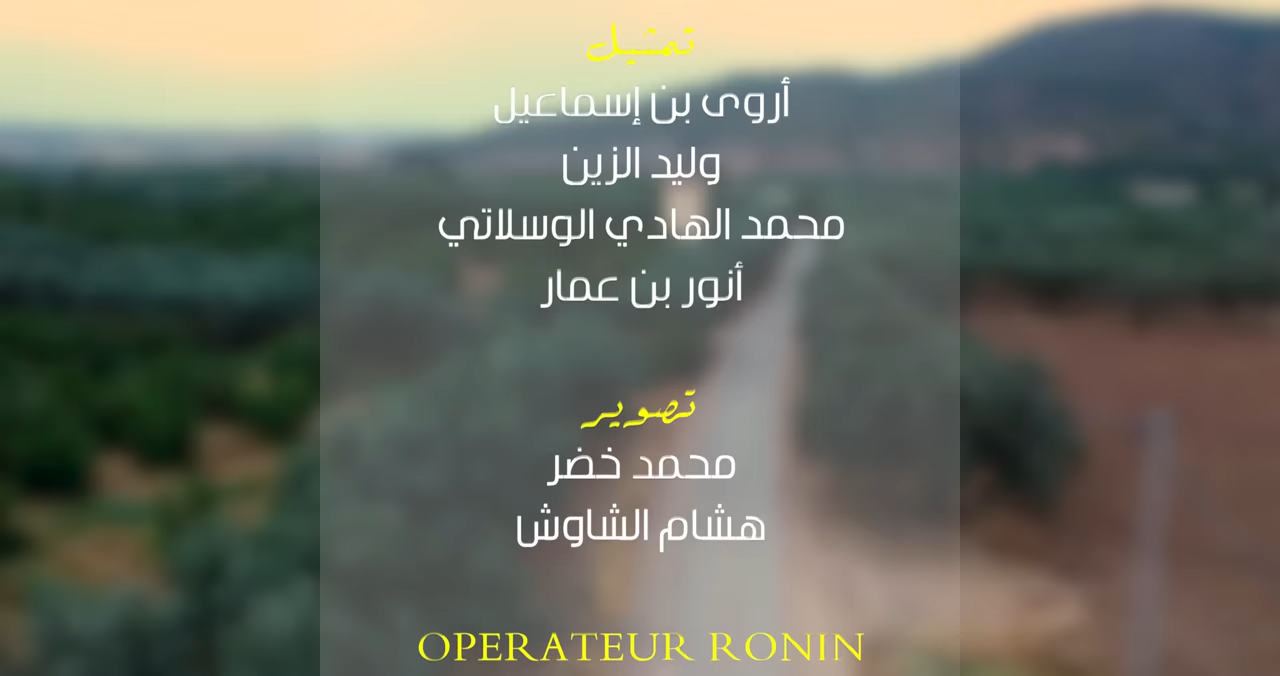 تمثيل
أروى بن إسماعيل
وليد الزين
محمد الهادي الوسلاتي
أنور بن عمار
تصوير
محمد خضر
هشام الشاوش
OPERATEUR RONIN